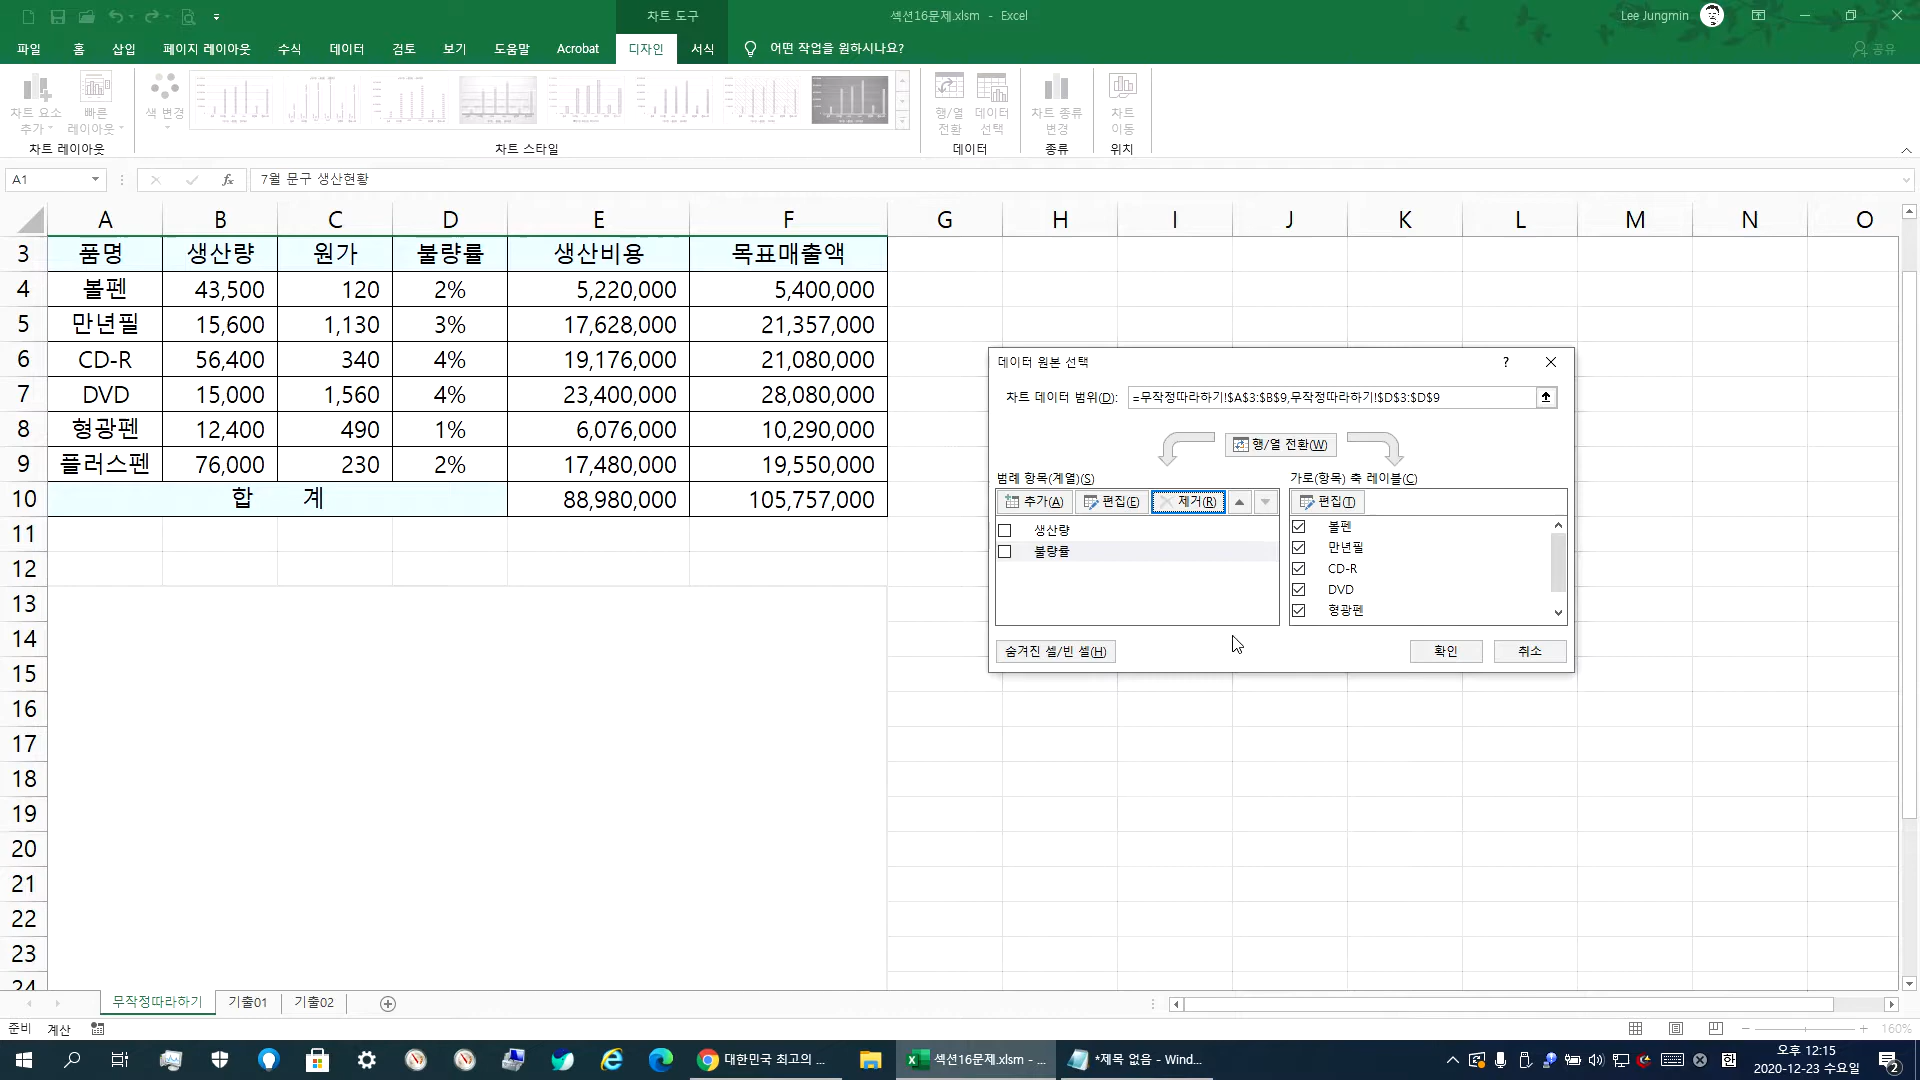 차트 도구
섹션16문제.xlsm - Excel
Lee Jungmin
파일 홈 삽입 페이지 레이아웃 수식 데이터 검토 보기 도움말 Acrobat 디자인 서식 어떤 작업을 원하시나요? 공유
차트 요소 추가 빠른 레이아웃 색 변경 행/열 전환 데이터 선택 차트 종류 변경 차트 이동
차트 레이아웃 차트 스타일 데이터 종류 위치
A1 fx 7월 문구 생산현황
A B C D E F G H I J K L M N O
3 품명 생산량 원가 불량률 생산비용 목표매출액
4 볼펜 43,500 120 2% 5,220,000 5,400,000
5 만년필 15,600 1,130 3% 17,628,000 21,357,000
6 CD-R 56,400 340 4% 19,176,000 21,080,000
7 DVD 15,000 1,560 4% 23,400,000 28,080,000
8 형광펜 12,400 490 1% 6,076,000 10,290,000
9 플러스펜 76,000 230 2% 17,480,000 19,550,000
10 합 계 88,980,000 105,757,000
11
12
13
14
15
16
17
18
19
20
21
22
23
24
데이터 원본 선택 ?
차트 데이터 범위(D): =무작정따라하기!$A$3:$B$9,무작정따라하기!$D$3:$D$9
행/열 전환(W)
범례 항목(계열)(S) 가로(항목) 축 레이블(C)
추가(A) 편집(E) 제거(R) 편집(T)
생산량
불량률
볼펜
만년필
CD-R
DVD
형광펜
숨겨진 셀/빈 셀(H) 확인 취소
무작정따라하기 기출01 기출02
준비 계산 160%
대한민국 최고의 ... 섹션16문제.xlsm - ... *제목 없음 - Wind...
한 오후 12:15
2020-12-23 수요일 2